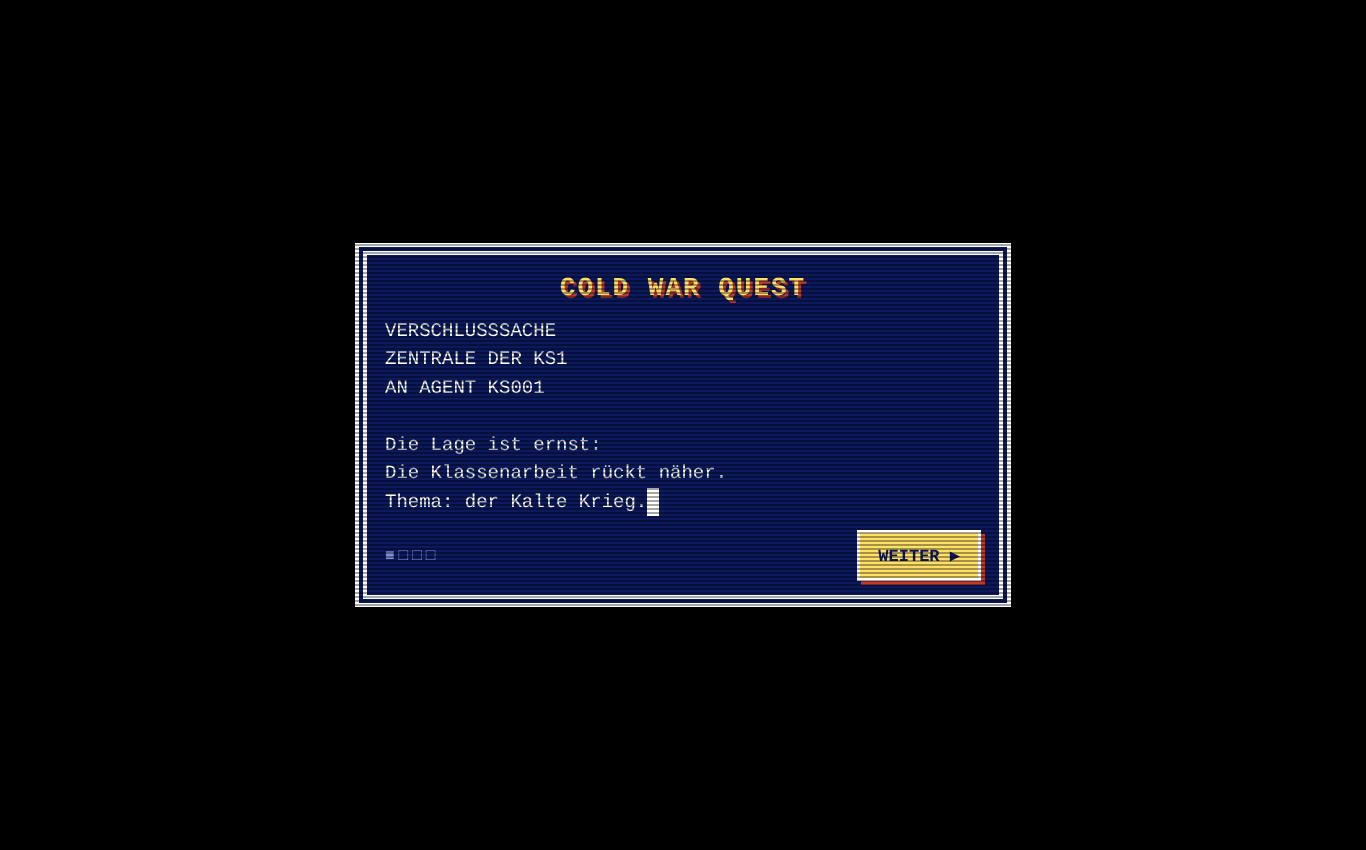 COLD WAR QUEST
VERSCHLUSSSACHE
ZENTRALE DER KS1
AN AGENT KS001
Die Lage ist ernst:
Die Klassenarbeit rückt näher.
Thema: der Kalte Krieg.
WEITER ▶